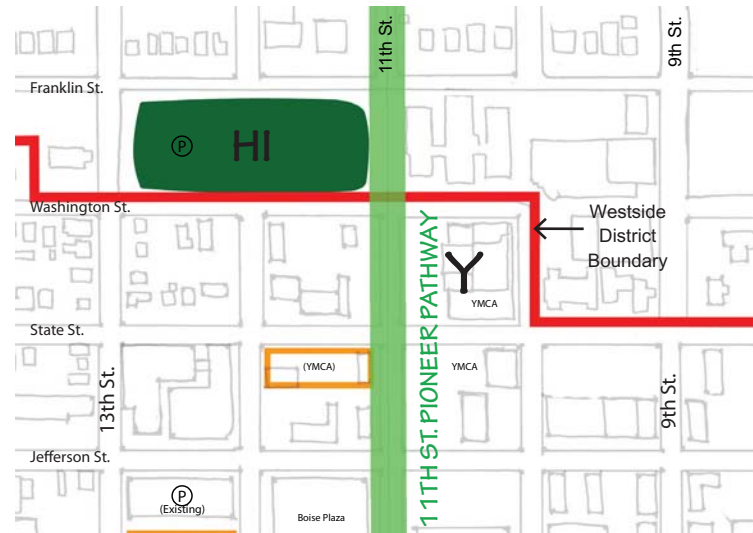 11th St.
9th St.
Franklin St.
P
HI
Washington St.
Westside
District
Boundary
Y
YMCA
11TH ST. PIONEER PATHWAY
State St.
13th St.
(YMCA)
YMCA
9th St.
Jefferson St.
P
(Existing)
Boise Plaza